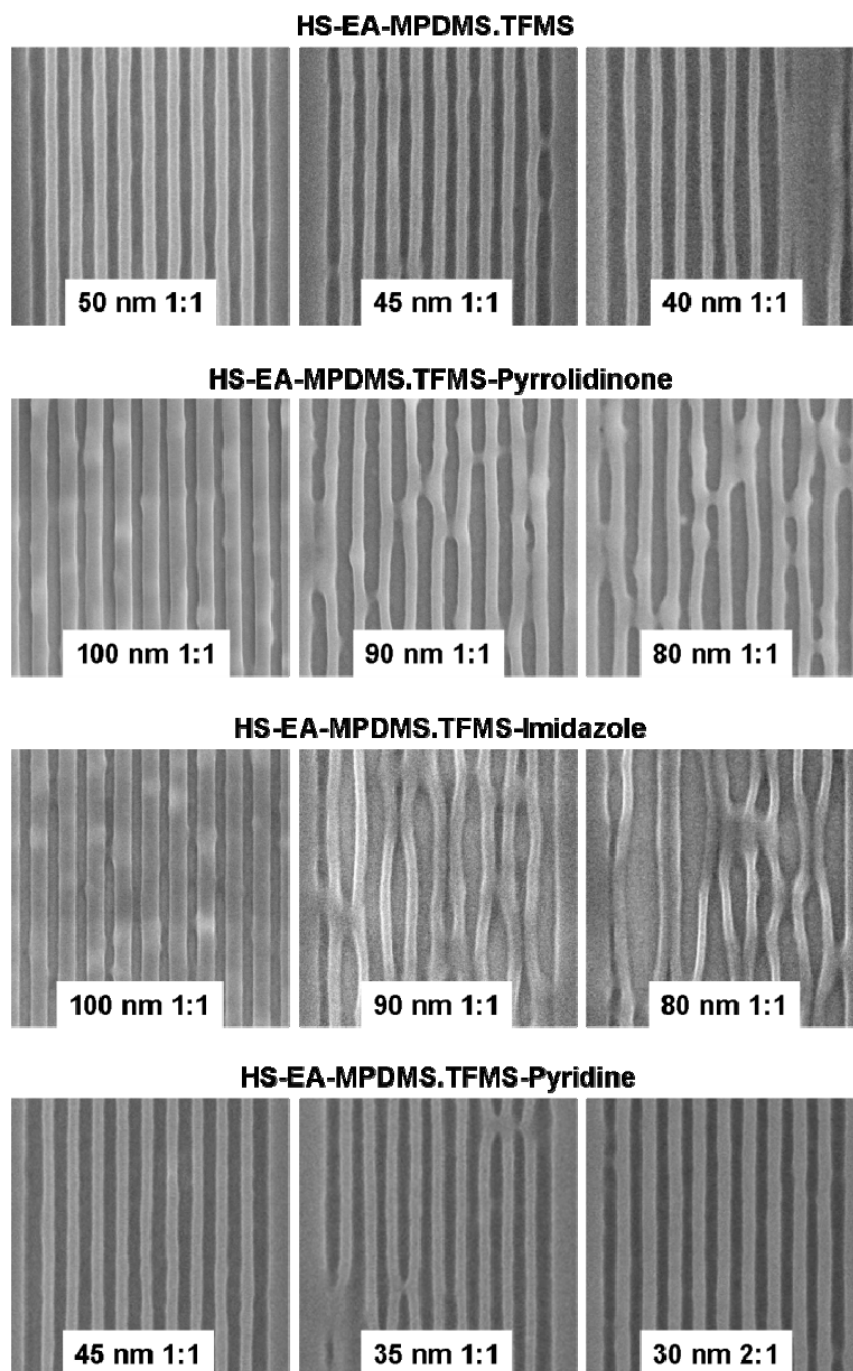 HS-EA-MPDMS.TFMS
50 nm 1:1
45 nm 1:1
40 nm 1:1
HS-EA-MPDMS.TFMS-Pyrrolidinone
100 nm 1:1
90 nm 1:1
80 nm 1:1
HS-EA-MPDMS.TFMS-Imidazole
100 nm 1:1
90 nm 1:1
80 nm 1:1
HS-EA-MPDMS.TFMS-Pyridine
45 nm 1:1
35 nm 1:1
30 nm 2:1